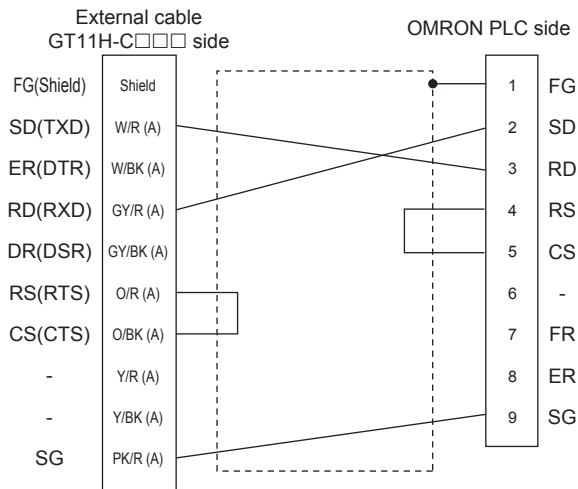 External cable
GT11H-C□□□ side
OMRON PLC side
FG(Shield) Shield 1 FG
SD(TXD) W/R (A) 2 SD
ER(DTR) W/BK (A) 3 RD
RD(RXD) GY/R (A) 4 RS
DR(DSR) GY/BK (A) 5 CS
RS(RTS) O/R (A) 6 -
CS(CTS) O/BK (A) 7 FR
- Y/R (A) 8 ER
- Y/BK (A) 9 SG
SG PK/R (A)